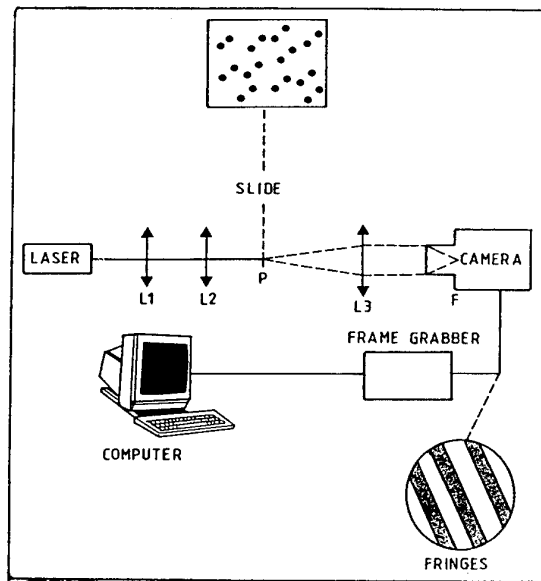 SLIDE
LASER
L1
L2
P
L3
F
CAMERA
FRAME GRABBER
COMPUTER
FRINGES